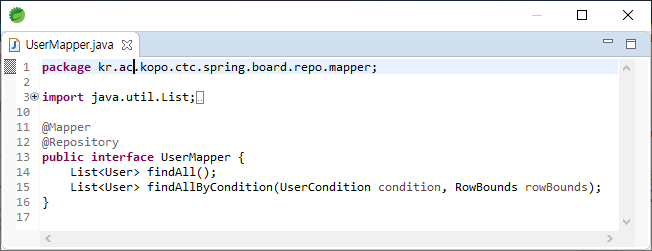 UserMapper.java
1 package kr.ac.kopo.ctc.spring.board.repo.mapper;
2
3 import java.util.List;
10
11 @Mapper
12 @Repository
13 public interface UserMapper {
14 List<User> findAll();
15 List<User> findAllByCondition(UserCondition condition, RowBounds rowBounds);
16 }
17